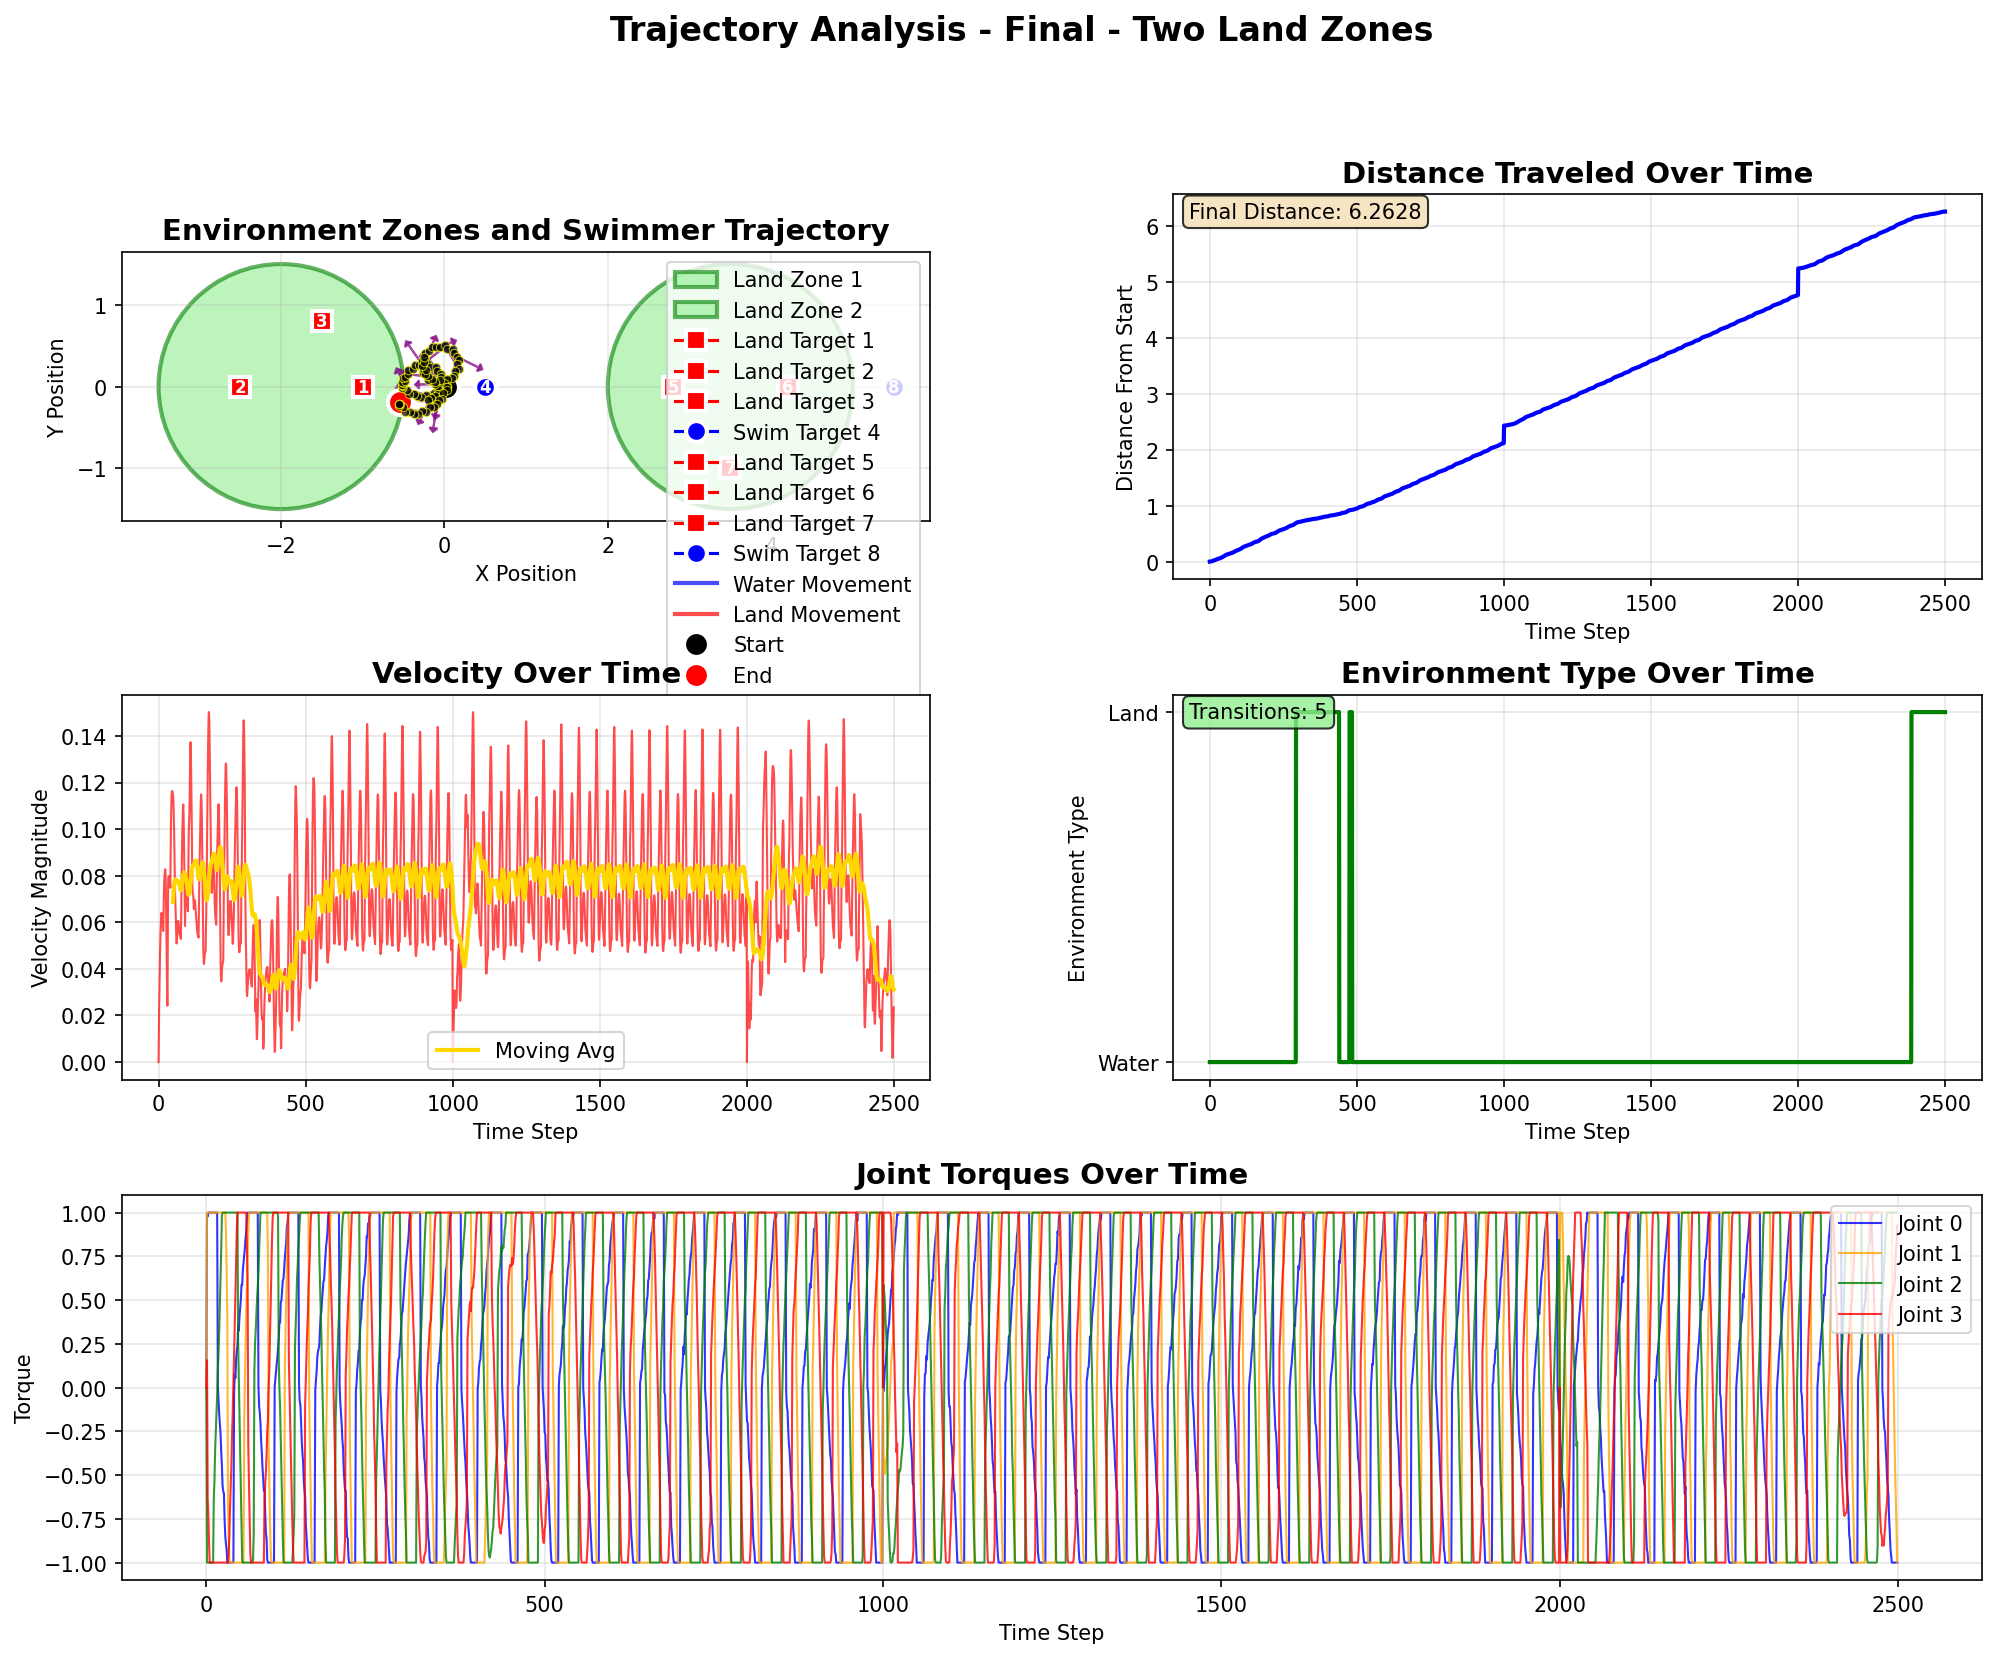 Trajectory Analysis - Final - Two Land Zones
Environment Zones and Swimmer Trajectory
Y Position
1
0
−1
3
2
1
4
5
6
8
7
−2
0
2
4
X Position
Land Zone 1
Land Zone 2
Land Target 1
Land Target 2
Land Target 3
Swim Target 4
Land Target 5
Land Target 6
Land Target 7
Swim Target 8
Water Movement
Land Movement
Start
End
Distance Traveled Over Time
Final Distance: 6.2628
Distance From Start
6
5
4
3
2
1
0
0
500
1000
1500
2000
2500
Time Step
Velocity Over Time
Velocity Magnitude
0.14
0.12
0.10
0.08
0.06
0.04
0.02
0.00
Moving Avg
0
500
1000
1500
2000
2500
Time Step
Environment Type Over Time
Transitions: 5
Environment Type
Land
Water
0
500
1000
1500
2000
2500
Time Step
Joint Torques Over Time
Torque
1.00
0.75
0.50
0.25
0.00
−0.25
−0.50
−0.75
−1.00
Joint 0
Joint 1
Joint 2
Joint 3
0
500
1000
1500
2000
2500
Time Step